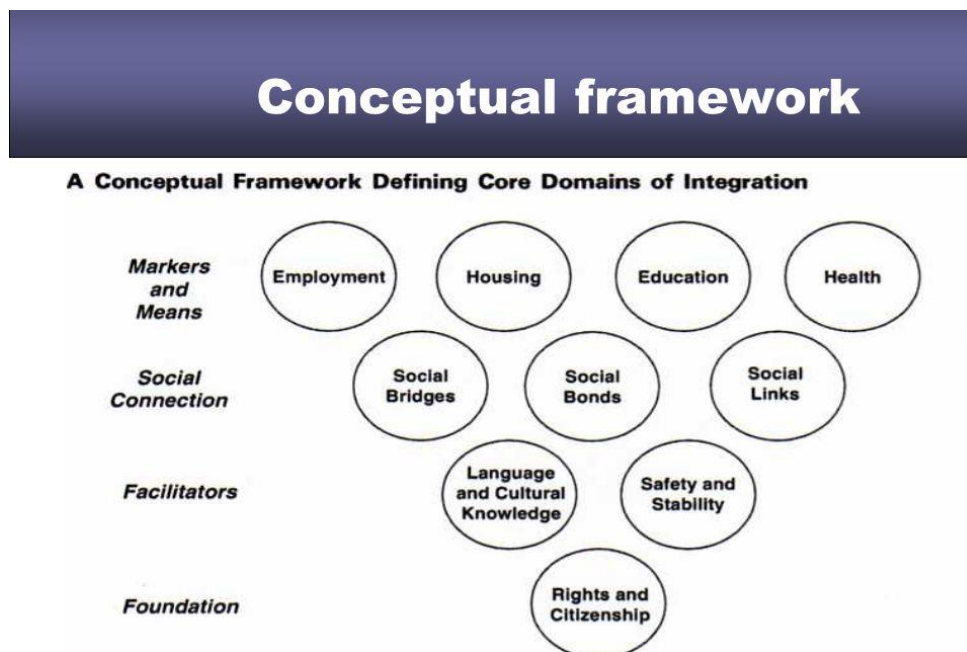 Conceptual framework
A Conceptual Framework Defining Core Domains of Integration
Markers
and
Means
Employment
Housing
Education
Health
Social
Connection
Social
Bridges
Social
Bonds
Social
Links
Facilitators
Language
and Cultural
Knowledge
Safety and
Stability
Foundation
Rights and
Citizenship